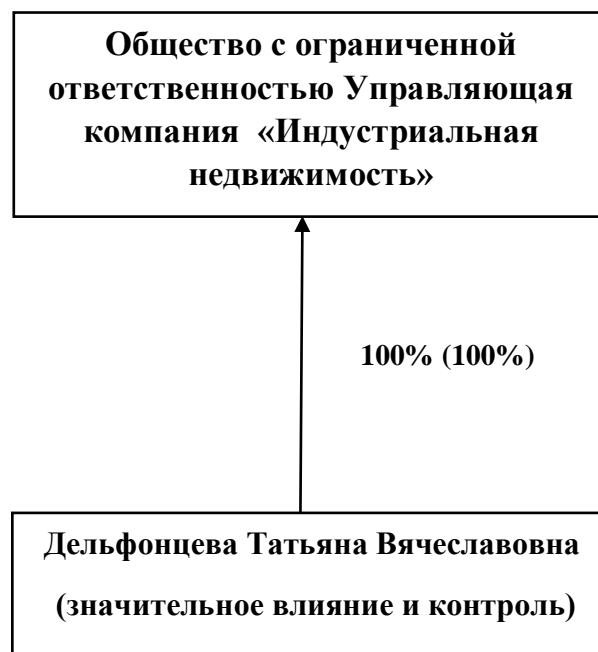 Общество с ограниченной
ответственностью Управляющая
компания «Индустриальная
недвижимость»
100% (100%)
Дельфонцева Татьяна Вячеславовна
(значительное влияние и контроль)